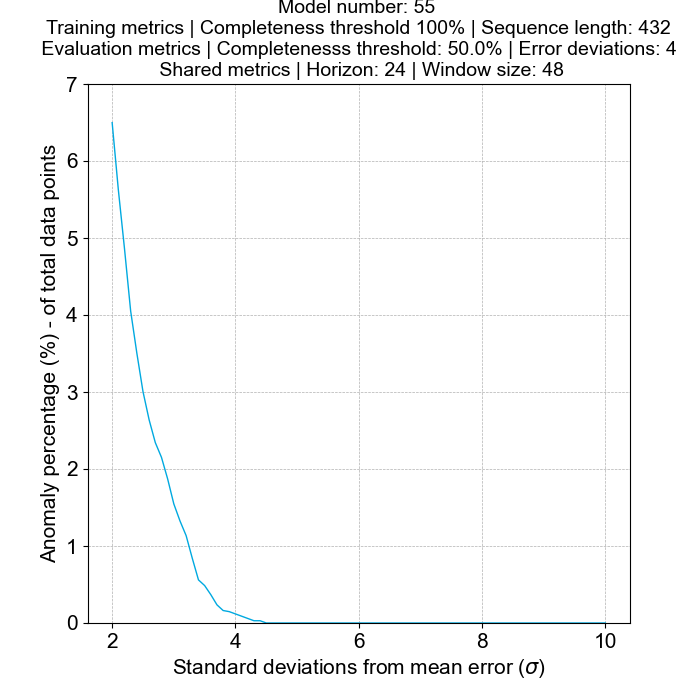 Model number: 55
Training metrics | Completeness threshold 100% | Sequence length: 432
Evaluation metrics | Completenesss threshold: 50.0% | Error deviations: 4
Shared metrics | Horizon: 24 | Window size: 48
7
6
5
4
3
2
1
0
Anomaly percentage (%) - of total data points
2 4 6 8 10
Standard deviations from mean error (σ)